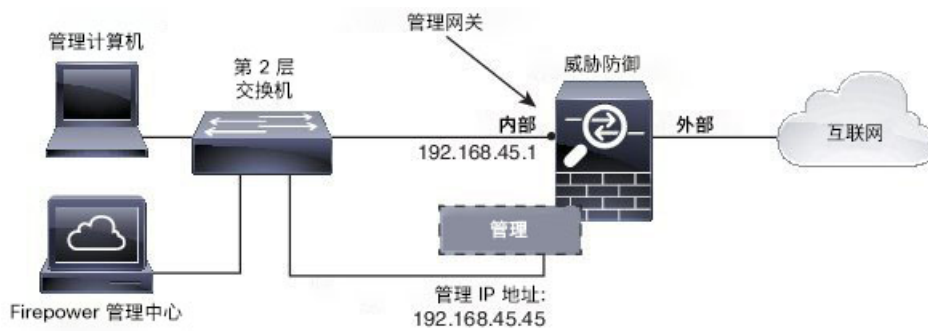 管理网关
管理计算机
第 2 层
交换机
威胁防御
内部
192.168.45.1
外部
互联网
管理
Firepower 管理中心
管理 IP 地址:
192.168.45.45